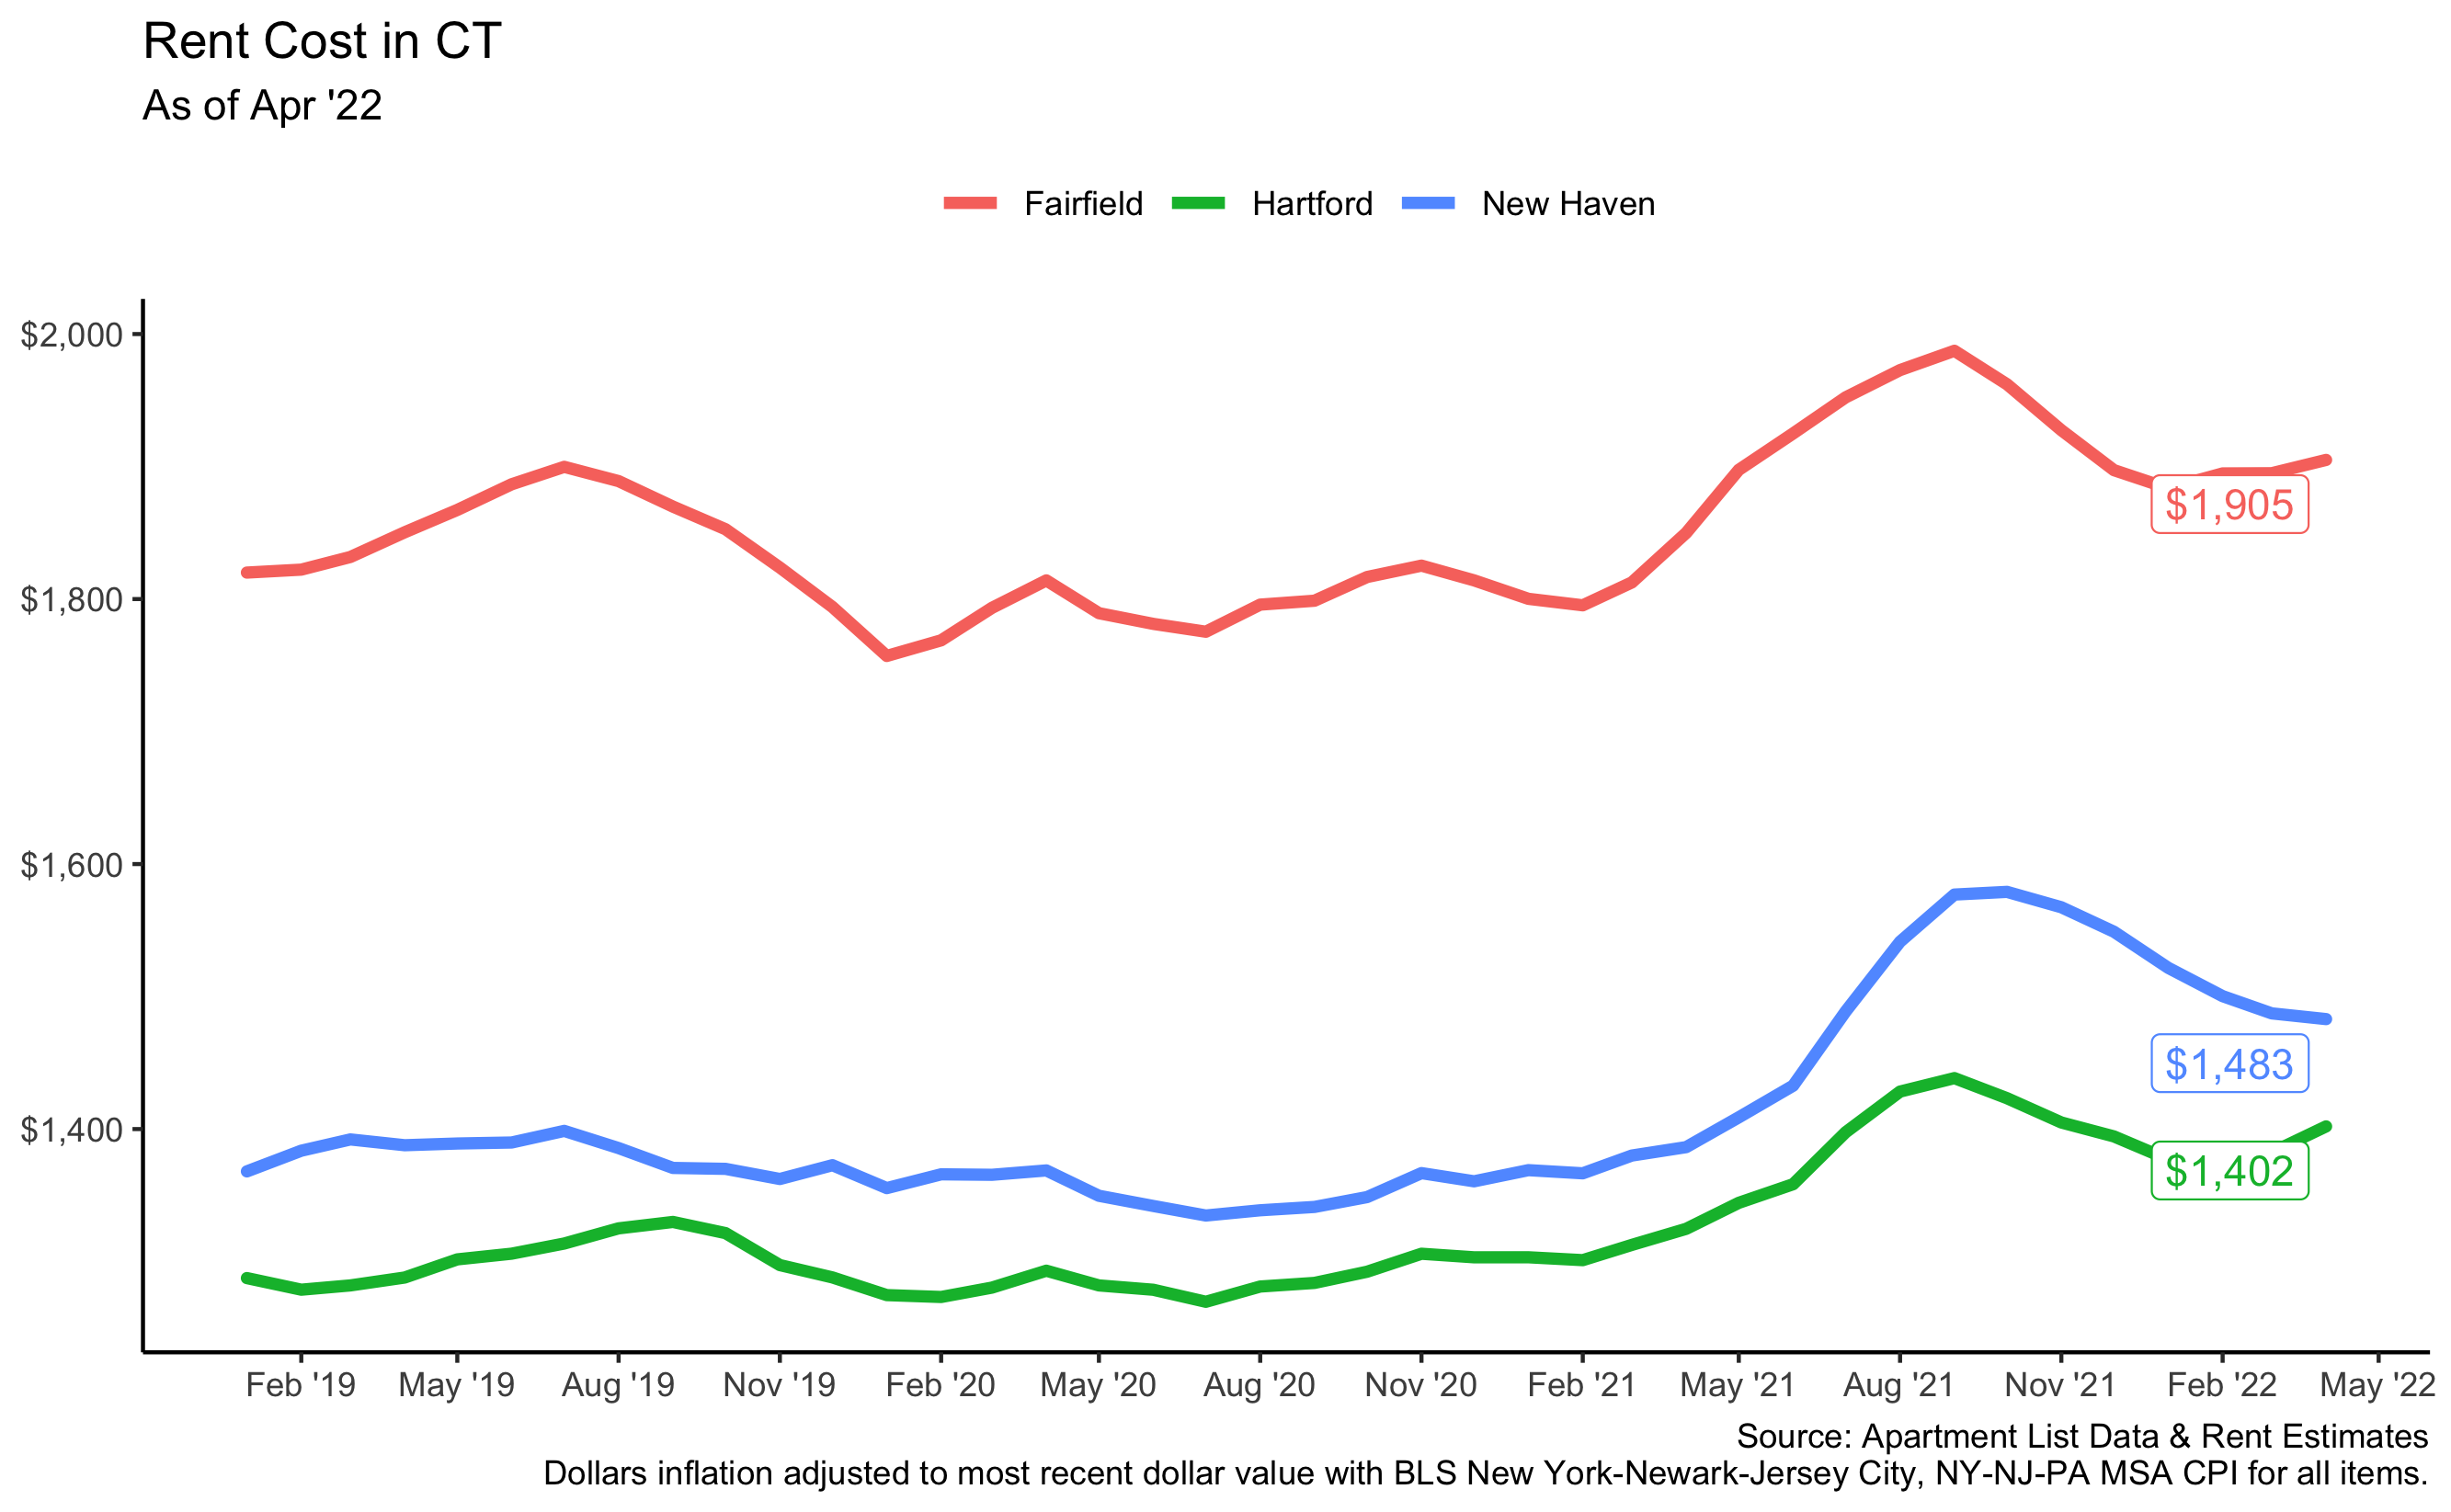 Rent Cost in CT
As of Apr '22
Fairfield Hartford New Haven
$2,000
$1,800
$1,600
$1,400
$1,905
$1,483
$1,402
Feb '19 May '19 Aug '19 Nov '19 Feb '20 May '20 Aug '20 Nov '20 Feb '21 May '21 Aug '21 Nov '21 Feb '22 May '22
Source: Apartment List Data & Rent Estimates
Dollars inflation adjusted to most recent dollar value with BLS New York-Newark-Jersey City, NY-NJ-PA MSA CPI for all items.